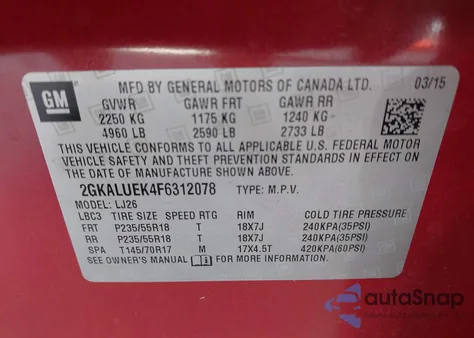 GM
MFD BY GENERAL MOTORS OF CANADA LTD. 03/15
GVWR GAWR FRT GAWR RR
2250 KG 1175 KG 1240 KG
4960 LB 2590 LB 2733 LB
THIS VEHICLE CONFORMS TO ALL APPLICABLE U.S. FEDERAL MOTOR
VEHICLE SAFETY AND THEFT PREVENTION STANDARDS IN EFFECT ON
THE DATE OF MANUFACTURE SHOWN ABOVE.
2GKALUEK4F6312078 TYPE: M.P.V.
MODEL: LJ26
LBC3 TIRE SIZE SPEED RTG RIM COLD TIRE PRESSURE
FRT P235/55R18 T 18X7J 240KPA(35PSI)
RR P235/55R18 T 18X7J 240KPA(35PSI)
SPA T145/70R17 M 17X4.5T 420KPA(60PSI)
SEE OWNER'S MANUAL FOR MORE INFORMATION.
autaSnap